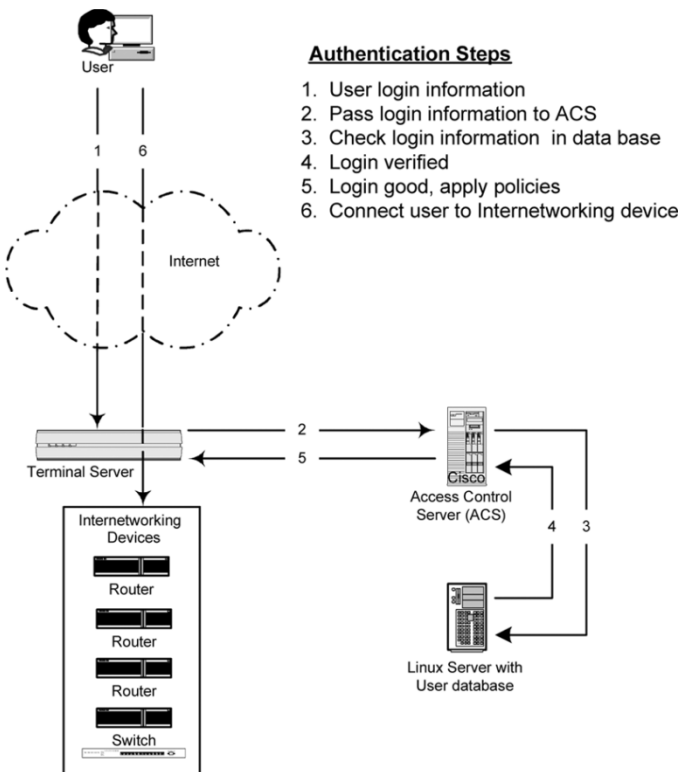 User
Authentication Steps
1. User login information
2. Pass login information to ACS
3. Check login information in data base
4. Login verified
5. Login good, apply policies
6. Connect user to Internetworking device
1
6
Internet
2
5
Terminal Server
Cisco
Access Control
Server (ACS)
4
3
Internetworking
Devices
Router
Router
Router
Switch
Linux Server with
User database